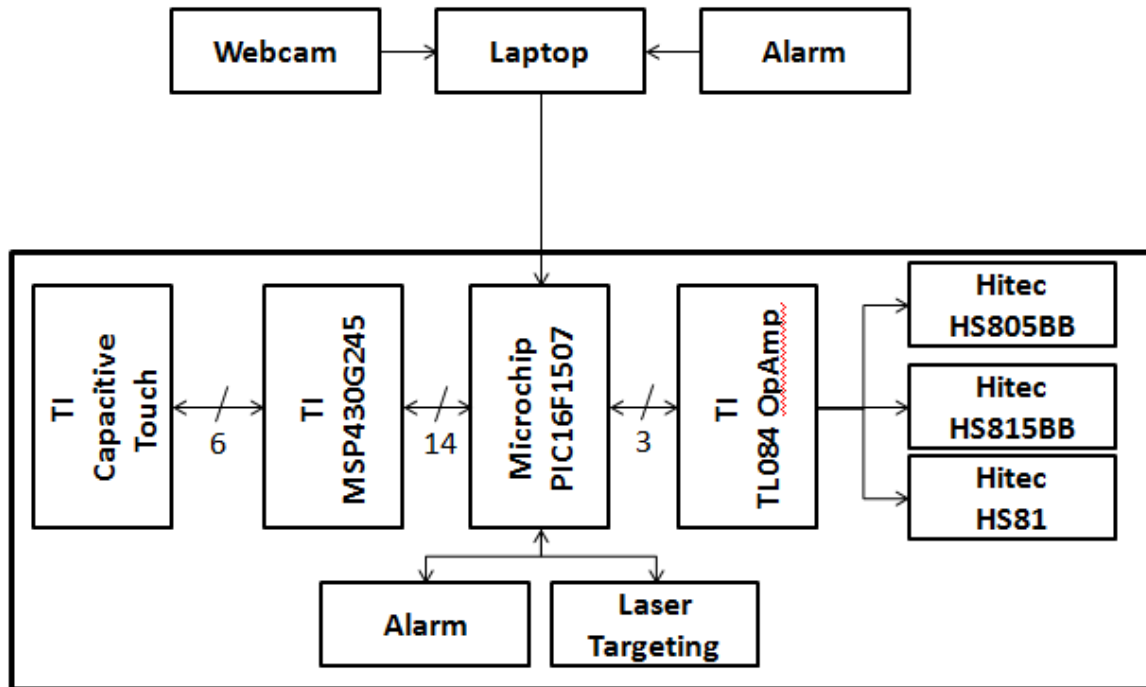 Webcam
Laptop
Alarm
TI
Capacitive
Touch
6
TI
MSP430G245
14
Microchip
PIC16F1507
3
TI
TL084 OpAmp
Hitec
HS805BB
Hitec
HS815BB
Hitec
HS81
Alarm
Laser
Targeting